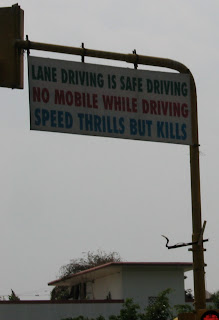 LANE DRIVING IS SAFE DRIVING
NO MOBILE WHILE DRIVING
SPEED THRILLS BUT KILLS